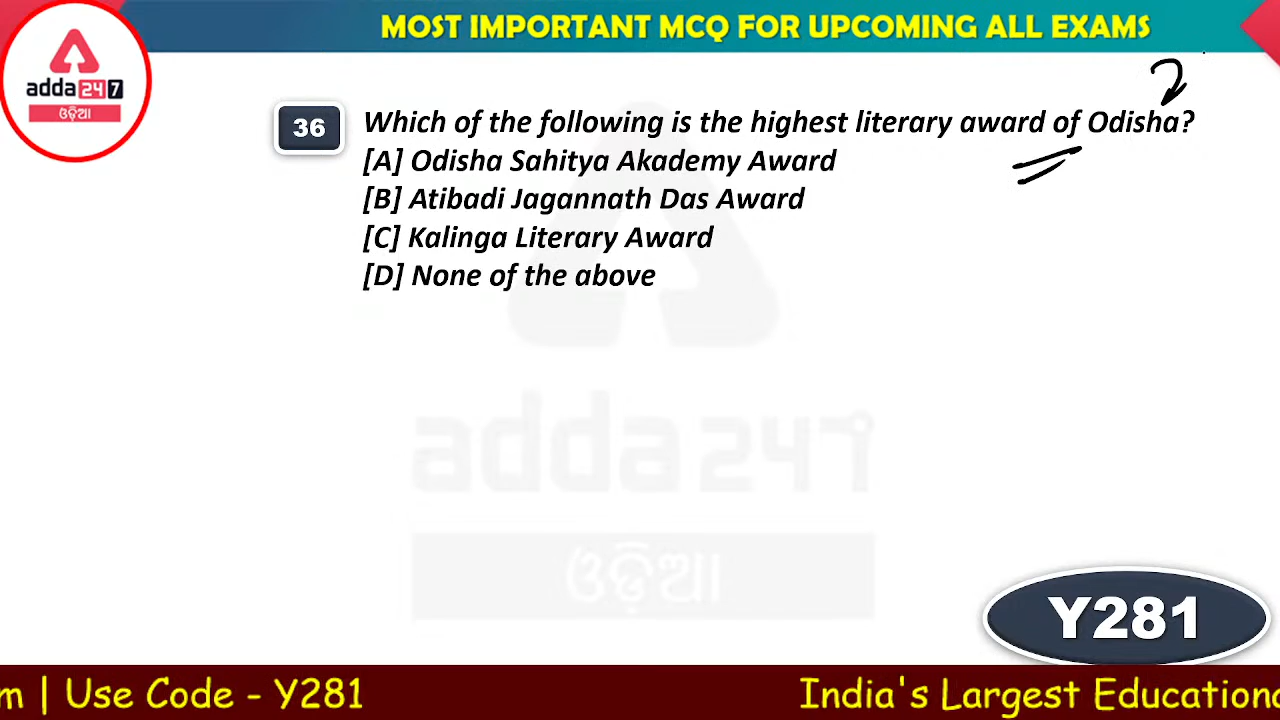 MOST IMPORTANT MCQ FOR UPCOMING ALL EXAMS
adda 247
ଓଡ଼ିଆ
36 Which of the following is the highest literary award of Odisha?
[A] Odisha Sahitya Akademy Award
[B] Atibadi Jagannath Das Award
[C] Kalinga Literary Award
[D] None of the above
adda247
ଓଡ଼ିଆ
Y281
m | Use Code - Y281 India's Largest Educationa